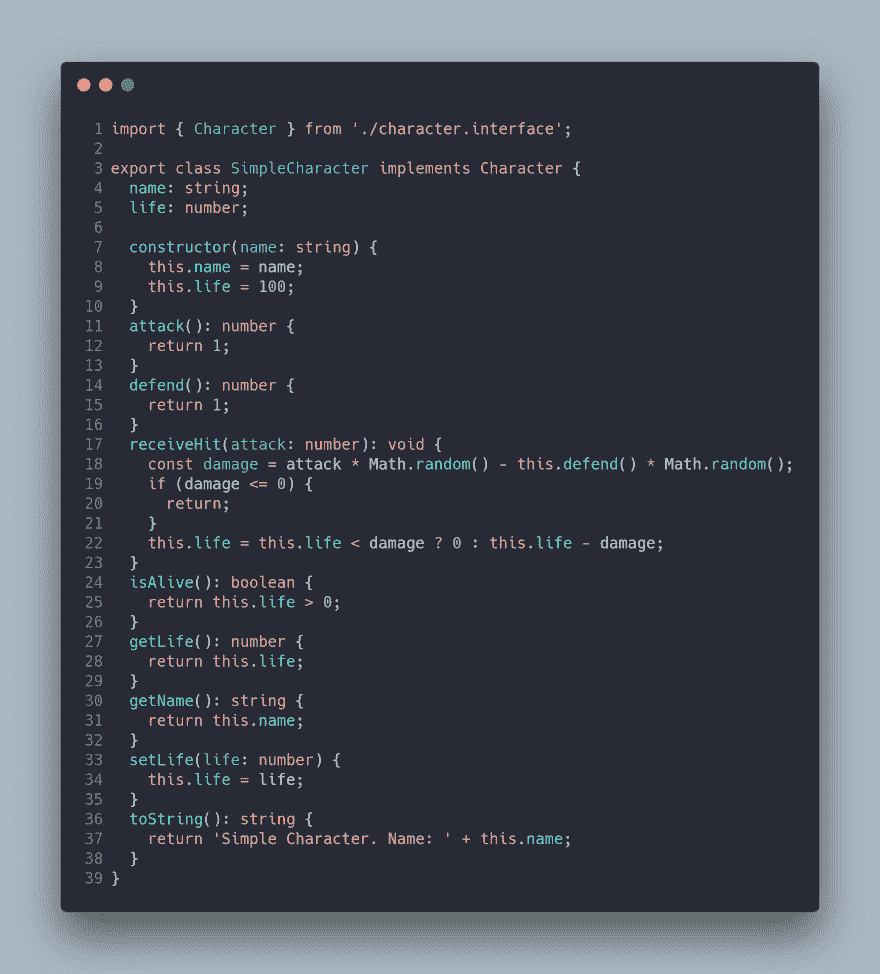 1 import { Character } from './character.interface';
2
3 export class SimpleCharacter implements Character {
4   name: string;
5   life: number;
6
7   constructor(name: string) {
8     this.name = name;
9     this.life = 100;
10   }
11   attack(): number {
12     return 1;
13   }
14   defend(): number {
15     return 1;
16   }
17   receiveHit(attack: number): void {
18     const damage = attack * Math.random() - this.defend() * Math.random();
19     if (damage <= 0) {
20       return;
21     }
22     this.life = this.life < damage ? 0 : this.life - damage;
23   }
24   isAlive(): boolean {
25     return this.life > 0;
26   }
27   getLife(): number {
28     return this.life;
29   }
30   getName(): string {
31     return this.name;
32   }
33   setLife(life: number) {
34     this.life = life;
35   }
36   toString(): string {
37     return 'Simple Character. Name: ' + this.name;
38   }
39 }